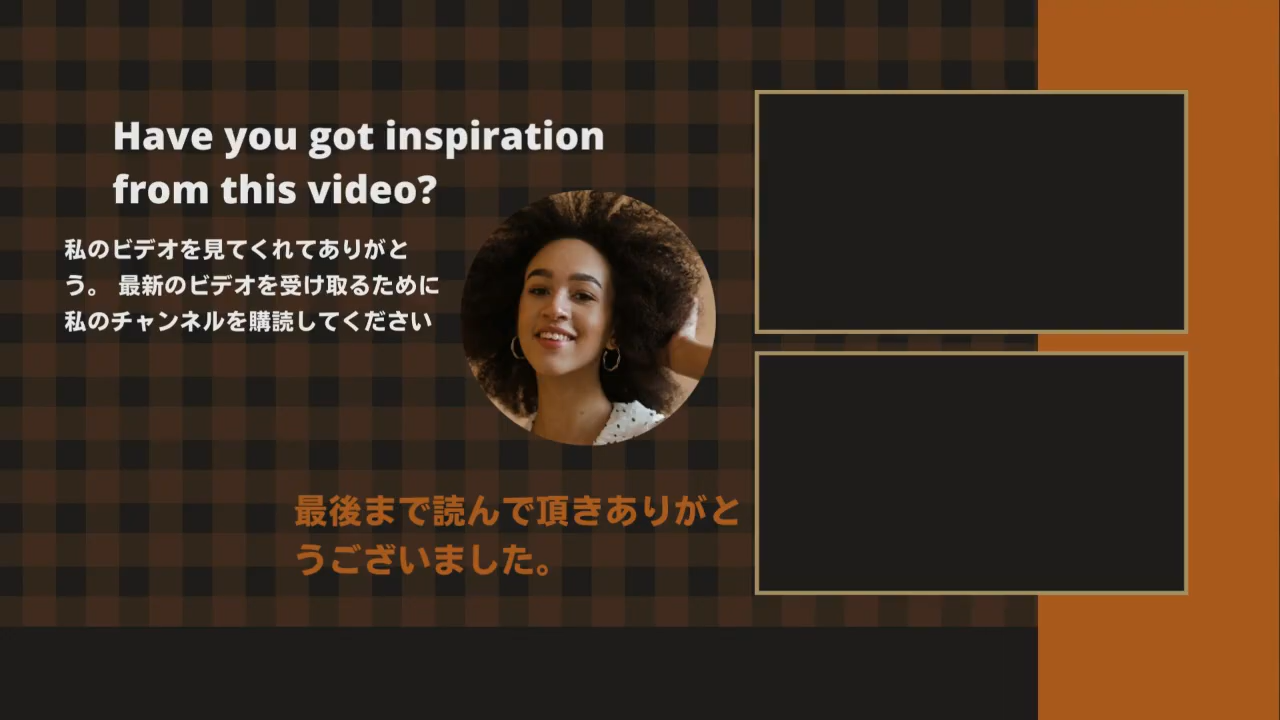 Have you got inspiration
from this video?
私のビデオを見てくれてありがと
う。 最新のビデオを受け取るために
私のチャンネルを購読してください
最後まで読んで頂きありがと
うございました。